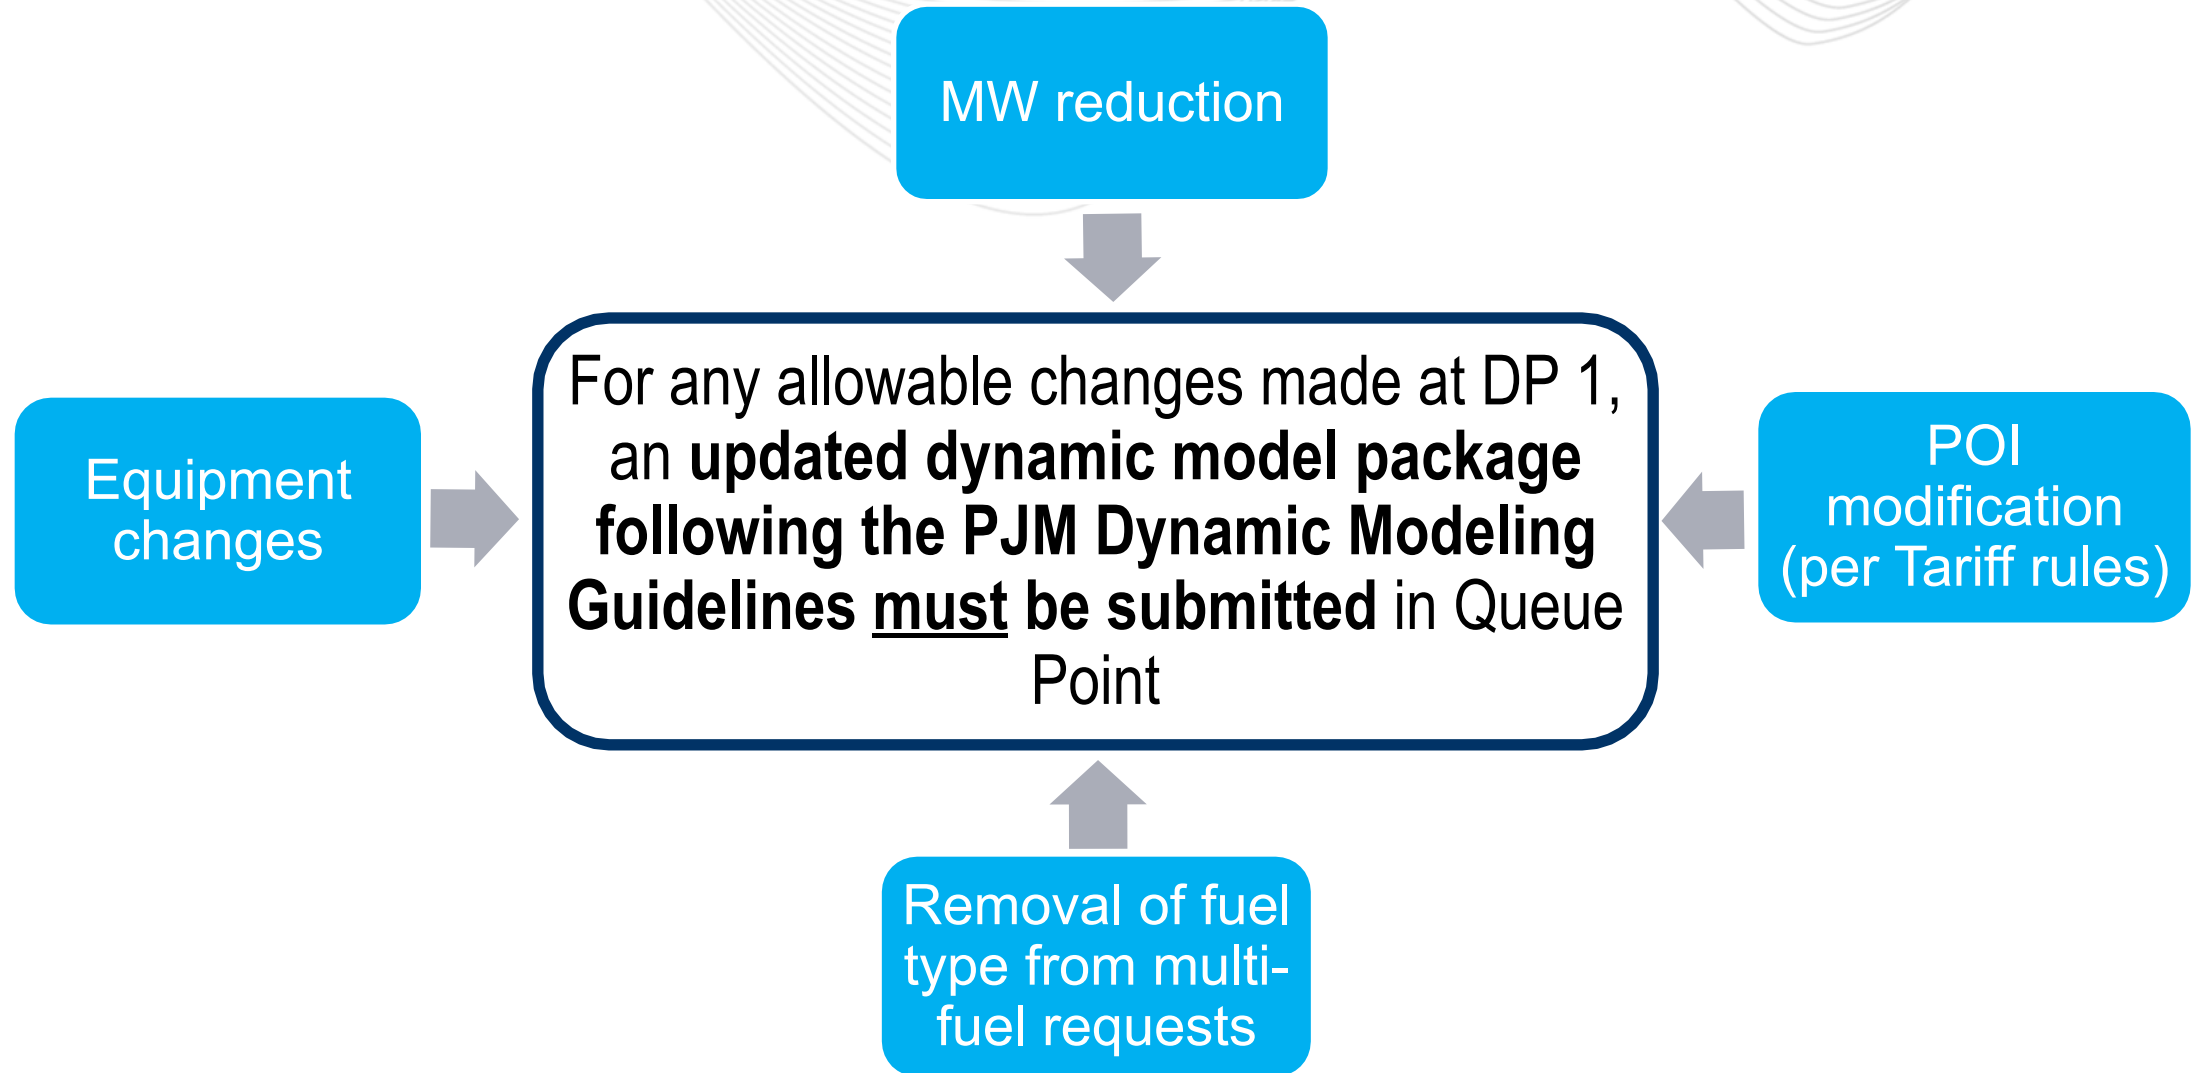 MW reduction
For any allowable changes made at DP 1,
an updated dynamic model package
following the PJM Dynamic Modeling
Guidelines must be submitted in Queue
Point
Equipment
changes
POI
modification
(per Tariff rules)
Removal of fuel
type from multi-
fuel requests